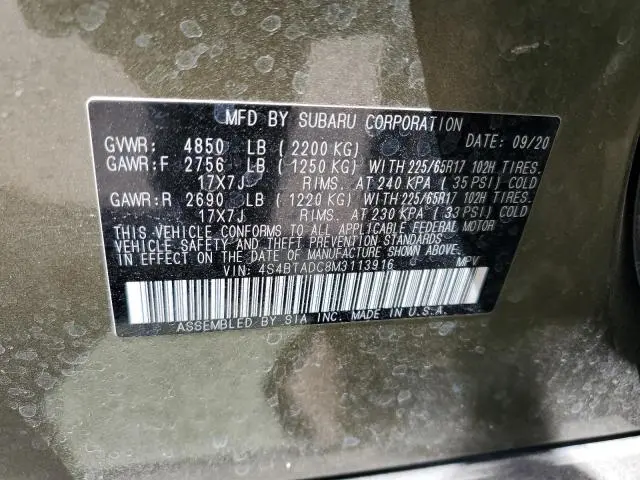 MFD BY SUBARU CORPORATION
GVWR: 4850 LB (2200 KG) DATE: 09/20
GAWR:F 2756 LB (1250 KG) WITH 225/65R17 102H TIRES.
17X7J RIMS. AT 240 KPA (35 PSI) COLD
GAWR:R 2690 LB (1220 KG) WITH 225/65R17 102H TIRES.
17X7J RIMS. AT 230 KPA (33 PSI) COLD
THIS VEHICLE CONFORMS TO ALL APPLICABLE FEDERAL MOTOR
VEHICLE SAFETY AND THEFT PREVENTION STANDARDS
IN EFFECT ON THE DATE OF MANUFACTURE SHOWN ABOVE.
VIN: 4S4BTADC8M3113916 MPV
ASSEMBLED BY SIA INC. MADE IN U.S.A.